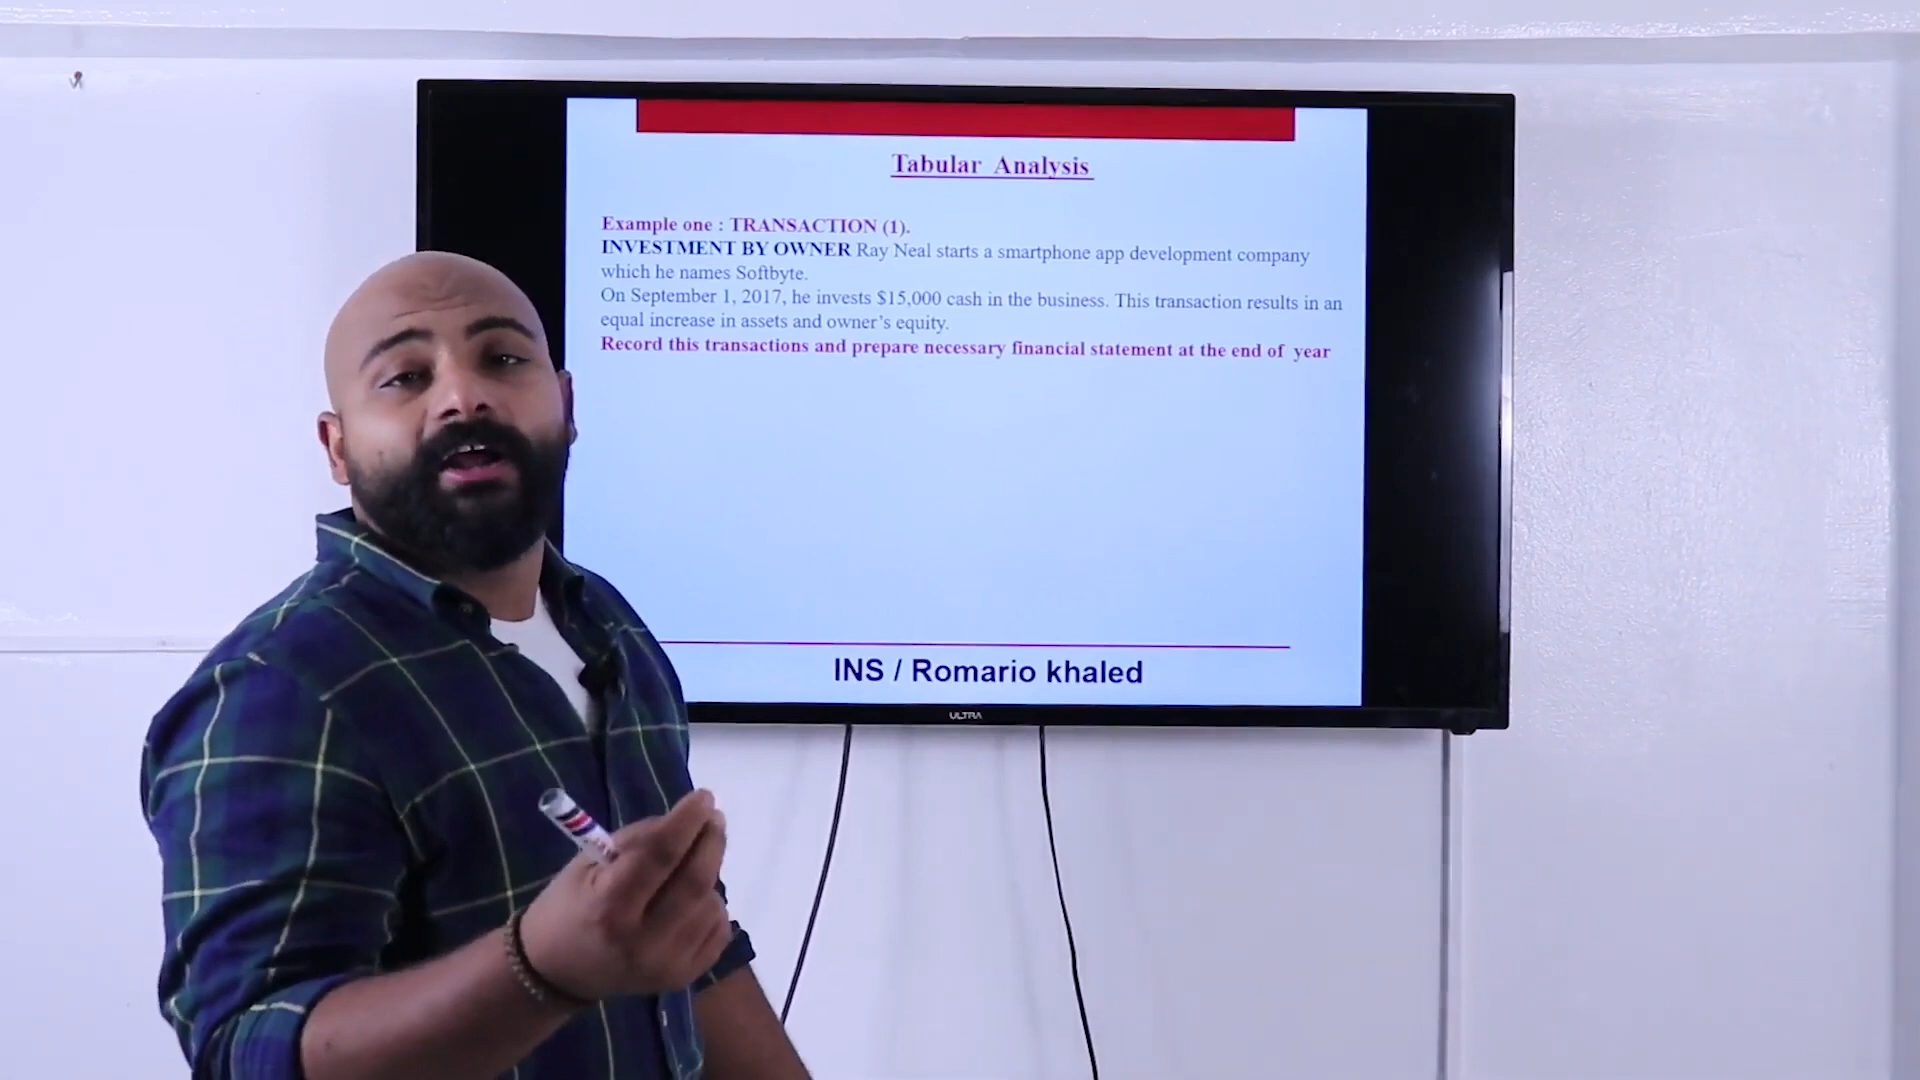 Tabular Analysis
Example one : TRANSACTION (1).
INVESTMENT BY OWNER Ray Neal starts a smartphone app development company
which he names Softbyte.
On September 1, 2017, he invests $15,000 cash in the business. This transaction results in an
equal increase in assets and owner's equity.
Record this transactions and prepare necessary financial statement at the end of year
INS / Romario khaled
ULTRA